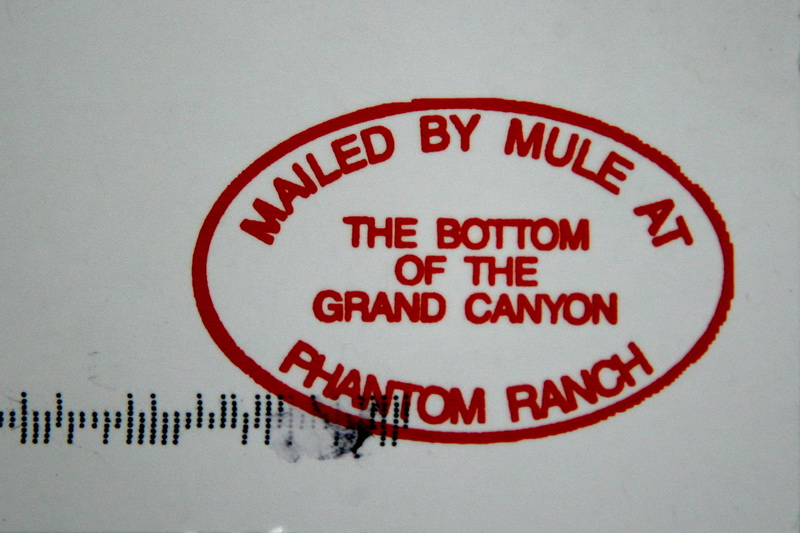 MAILED BY MULE AT
THE BOTTOM
OF THE
GRAND CANYON
PHANTOM RANCH